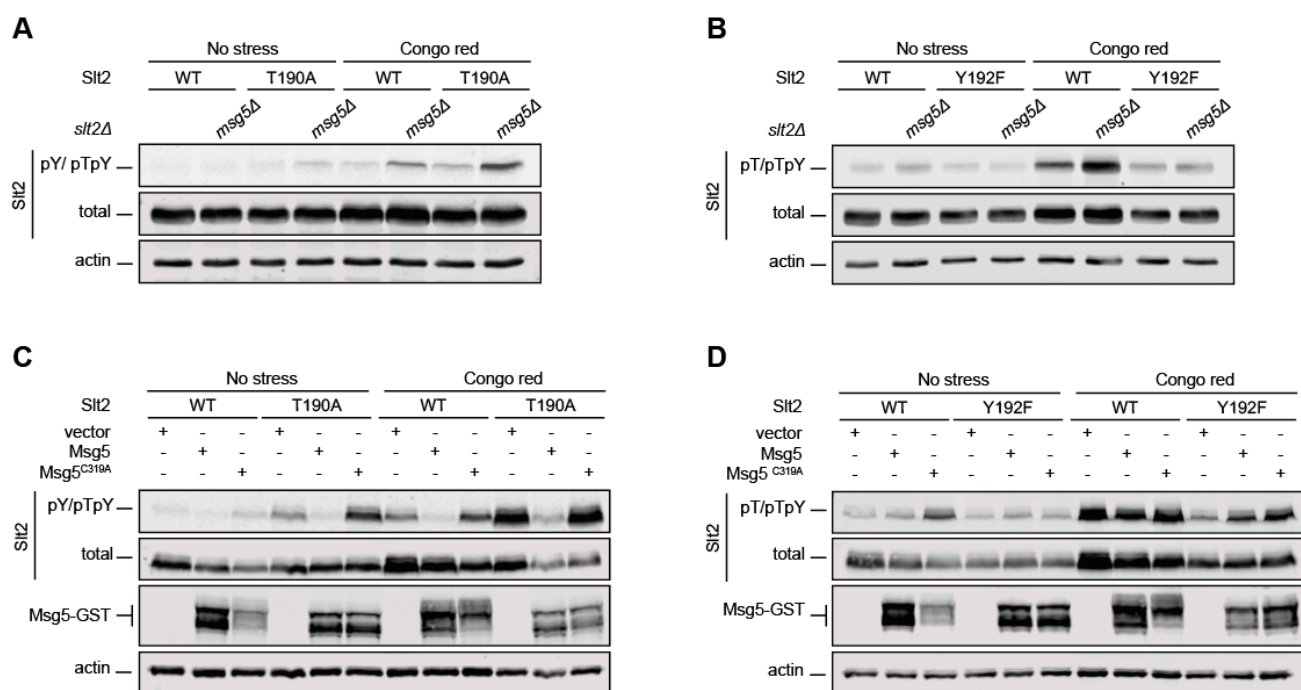 A
No stress Congo red
Slt2 WT T190A WT T190A
slt2Δ msg5Δ msg5Δ msg5Δ msg5Δ
pY/ pTpY
Slt2
total
actin
B
No stress Congo red
Slt2 WT Y192F WT Y192F
slt2Δ msg5Δ msg5Δ msg5Δ msg5Δ
pT/pTpY
Slt2
total
actin
C
No stress Congo red
Slt2 WT T190A WT T190A
vector + - - + - - + - - + - -
Msg5 - + - - + - - + - - + -
Msg5C319A - - + - - + - - + - - +
pY/pTpY
Slt2
total
Msg5-GST
actin
D
No stress Congo red
Slt2 WT Y192F WT Y192F
vector + - - + - - + - - + - -
Msg5 - + - - + - - + - - + -
Msg5 C319A - - + - - + - - + - - +
pT/pTpY
Slt2
total
Msg5-GST
actin